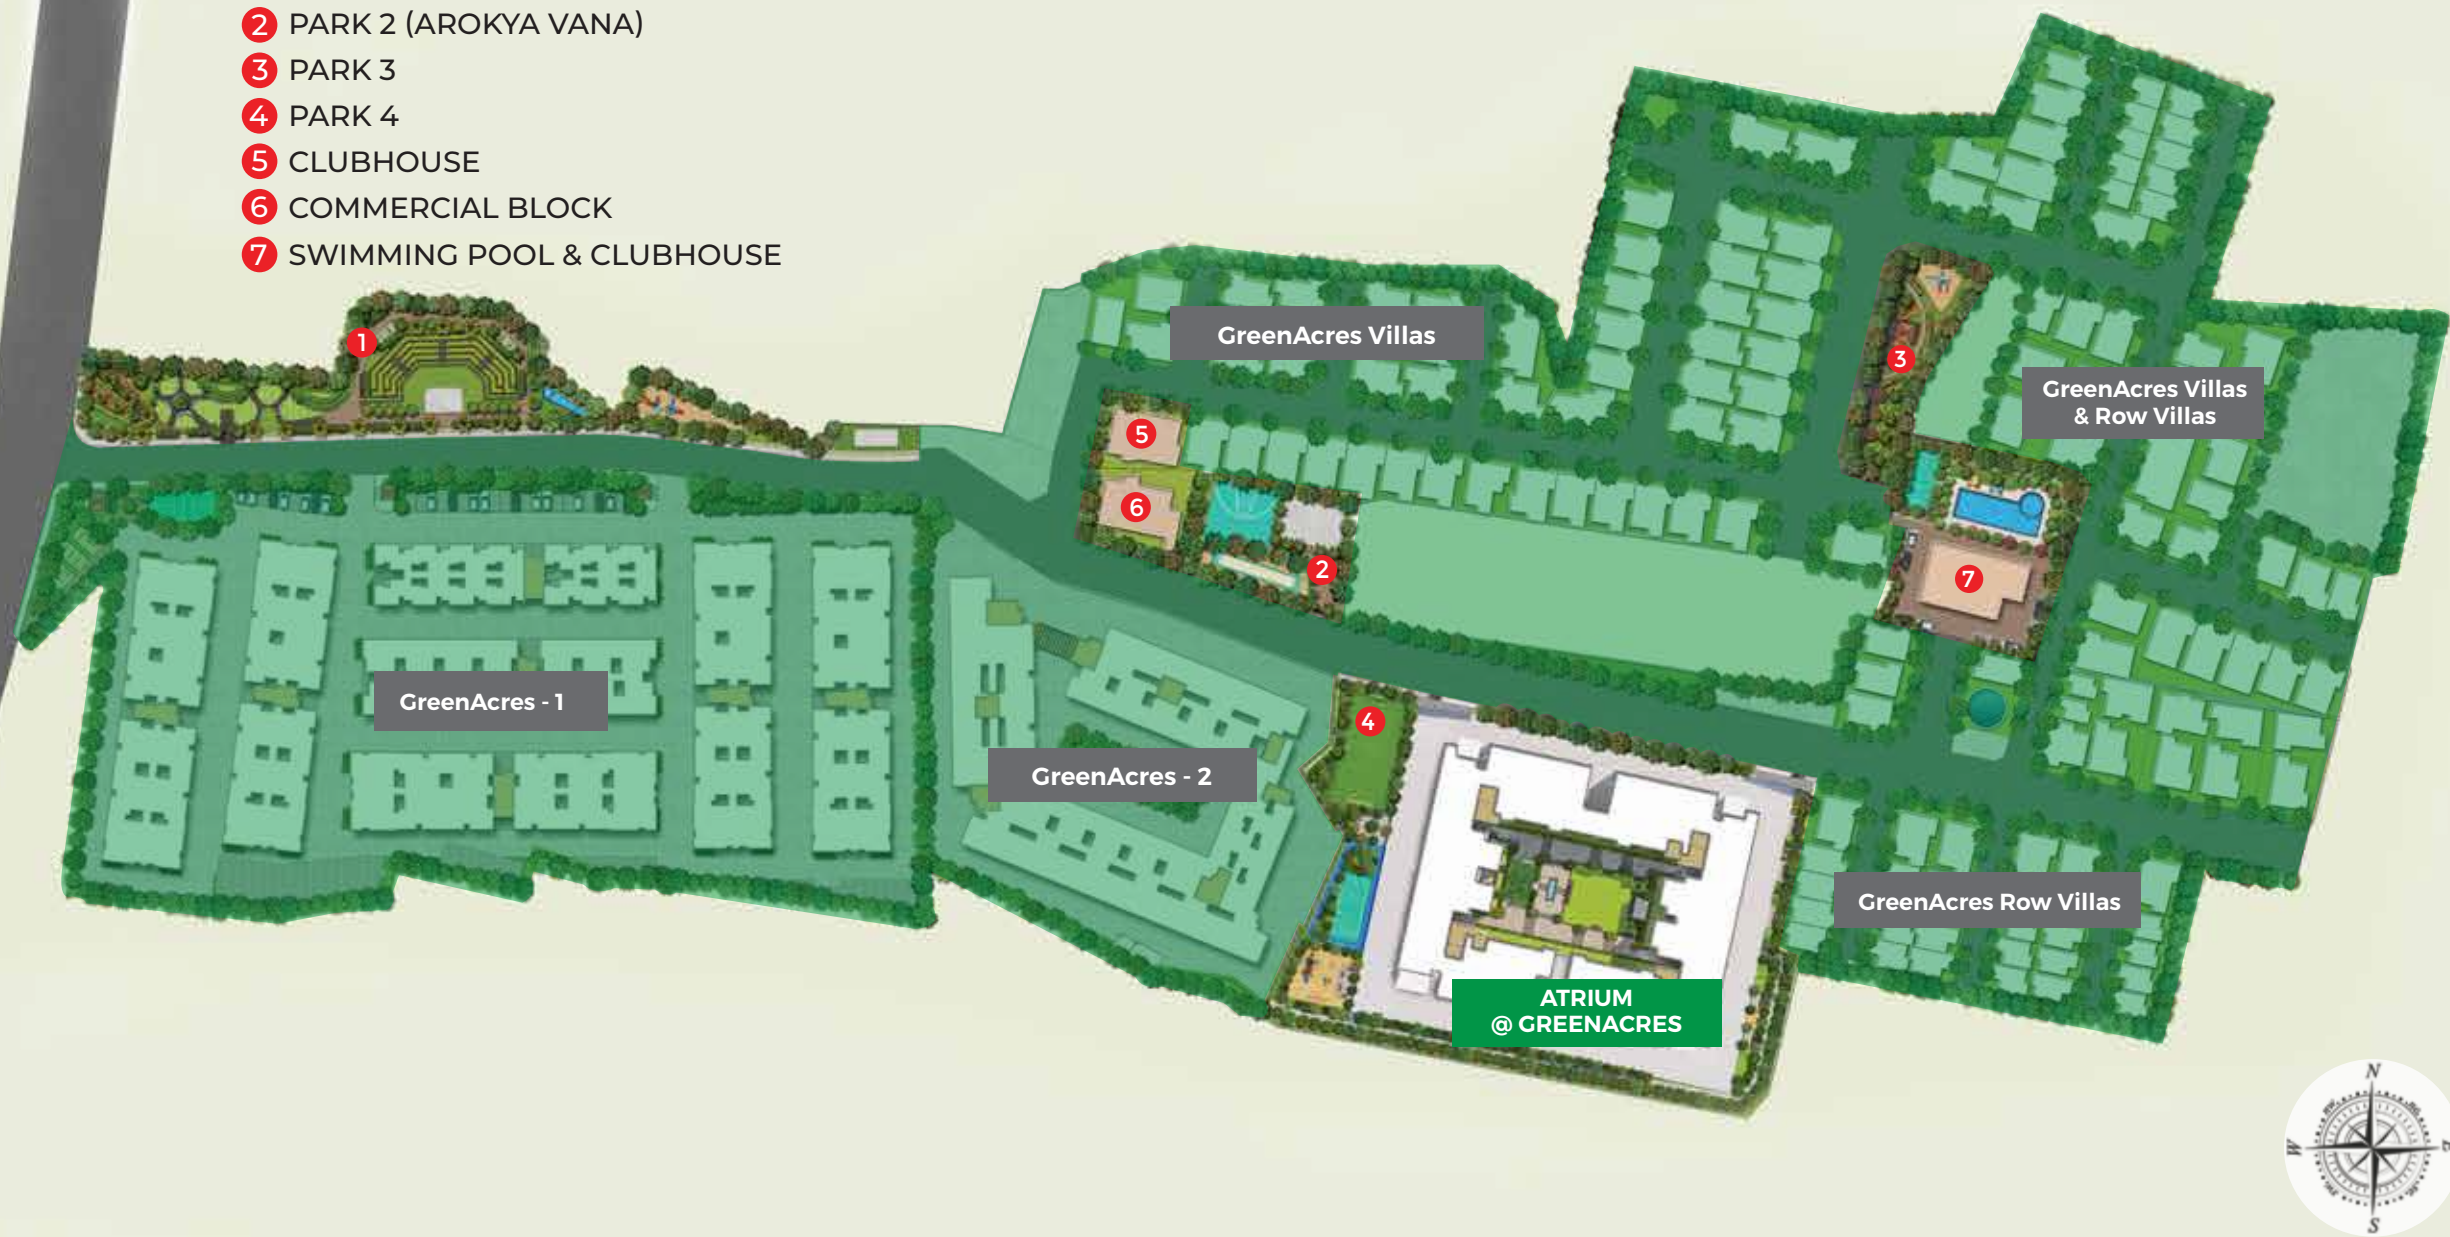 2 PARK 2 (AROKYA VANA)
3 PARK 3
4 PARK 4
5 CLUBHOUSE
6 COMMERCIAL BLOCK
7 SWIMMING POOL & CLUBHOUSE
1
GreenAcres Villas
3
GreenAcres Villas
& Row Villas
5
6
2
7
GreenAcres - 1
4
GreenAcres - 2
GreenAcres Row Villas
ATRIUM
@ GREENACRES
N
W
E
S